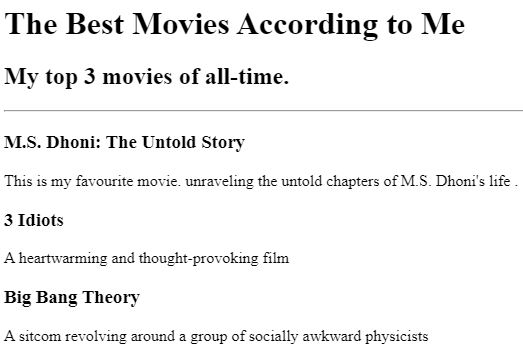 The Best Movies According to Me
My top 3 movies of all-time.
M.S. Dhoni: The Untold Story
This is my favourite movie. unraveling the untold chapters of M.S. Dhoni's life .
3 Idiots
A heartwarming and thought-provoking film
Big Bang Theory
A sitcom revolving around a group of socially awkward physicists